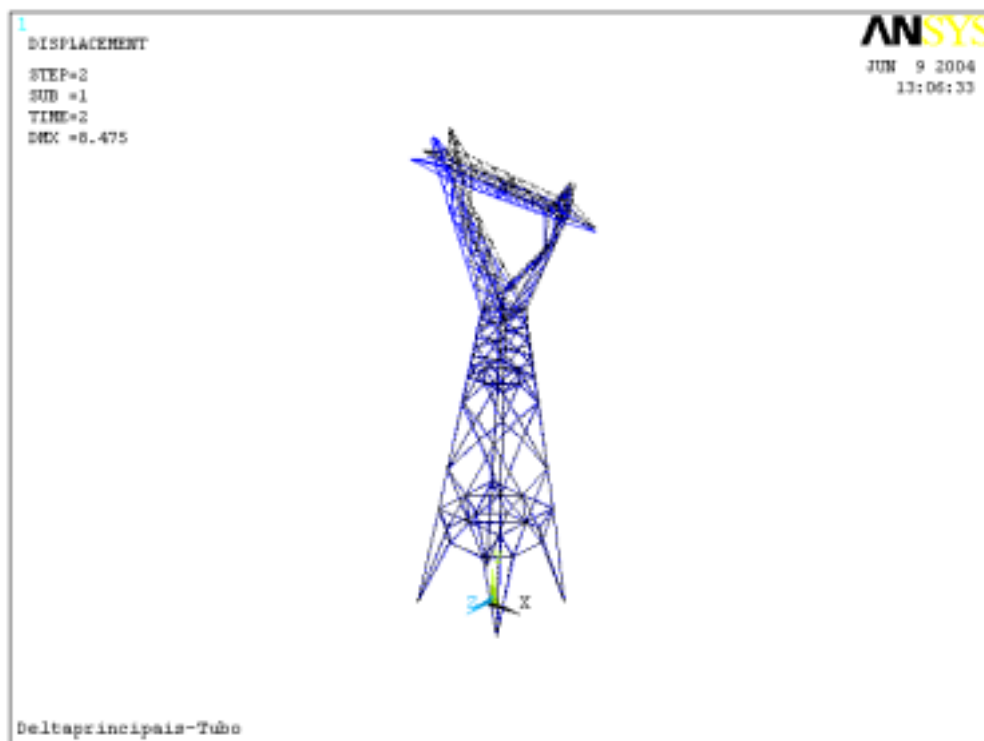 1
DISPLACEMENT
STEP=2
SUB =1
TIME=2
DMX =8.475
ANSYS
JUN 9 2004
13:06:33
Z X
Deltaprincipais-Tubo